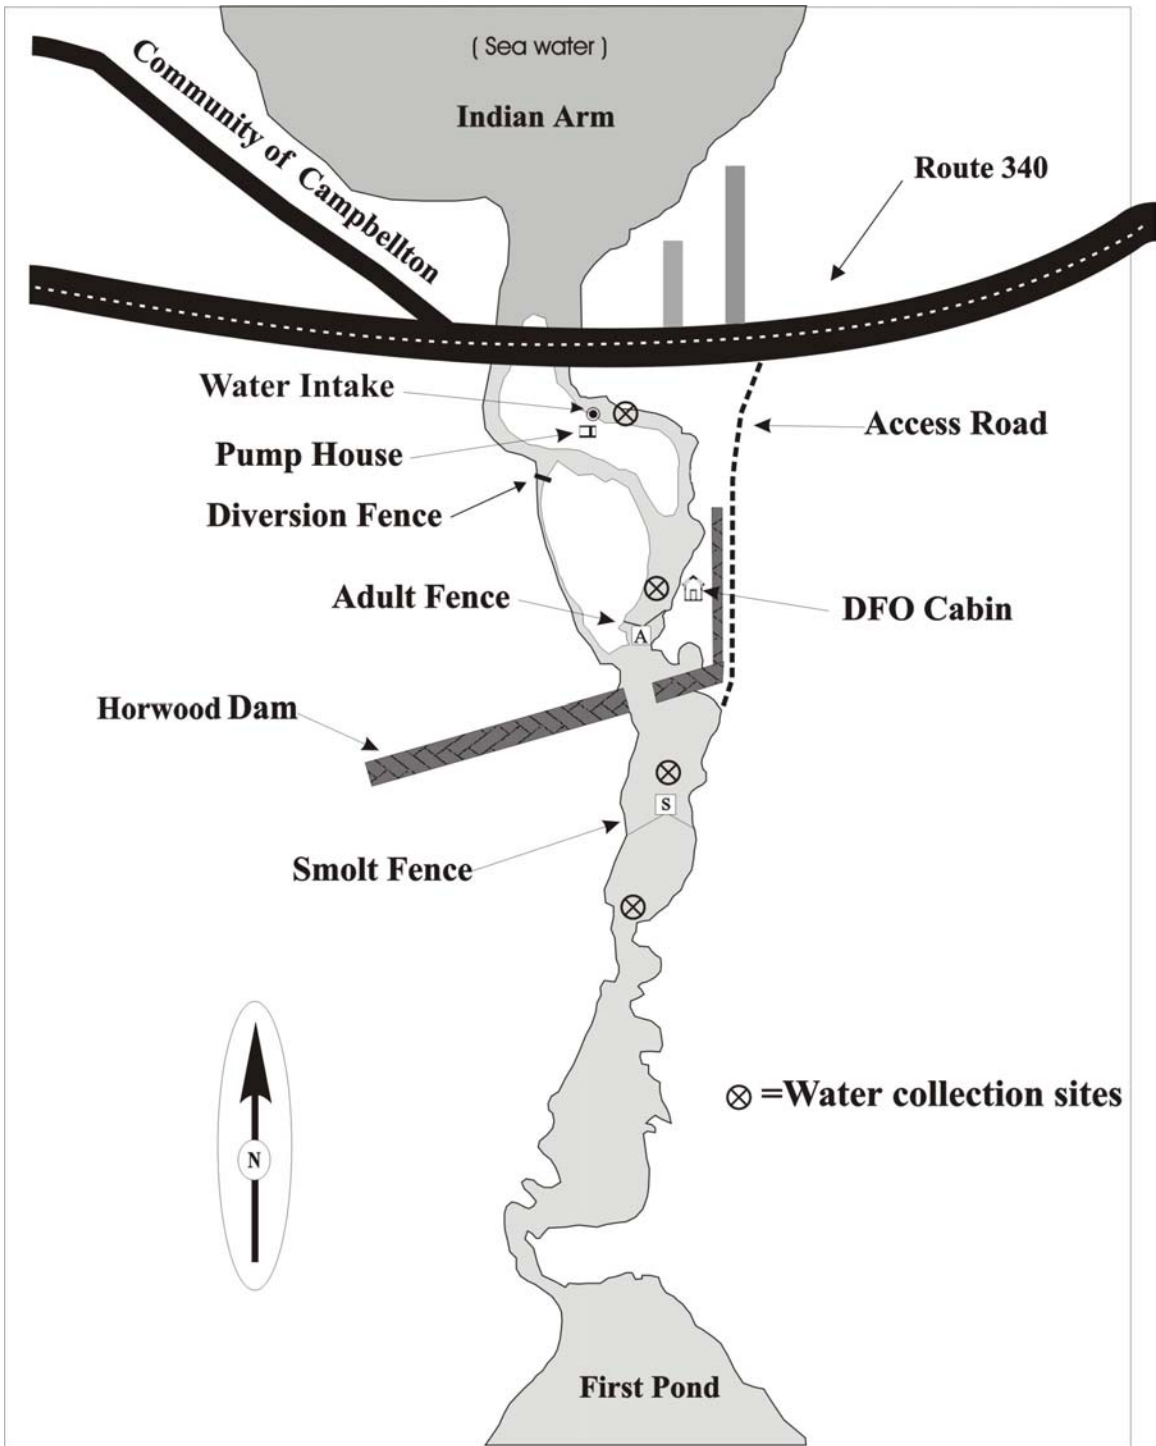 ( Sea water )
Indian Arm
Community of Campbellton
Route 340
Water Intake
Access Road
Pump House
Diversion Fence
Adult Fence
DFO Cabin
A
Horwood Dam
S
Smolt Fence
=Water collection sites
N
First Pond